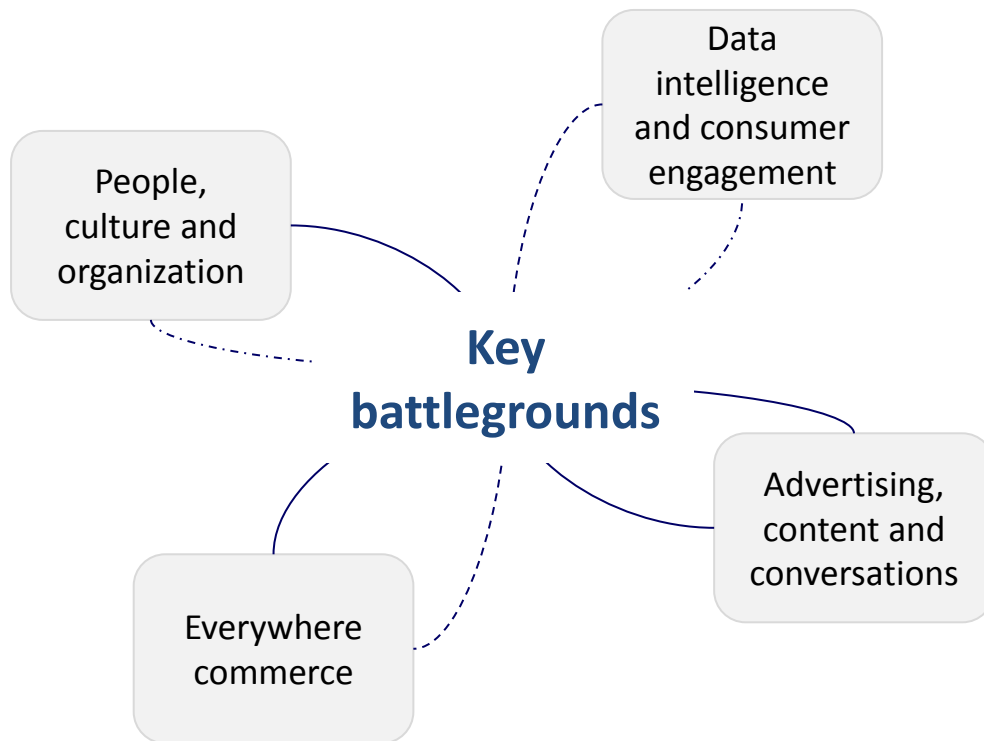 Data
intelligence
and consumer
engagement
People,
culture and
organization
Key
battlegrounds
Advertising,
content and
conversations
Everywhere
commerce